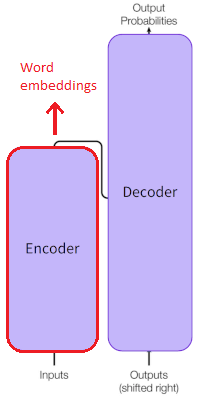 Output
Probabilities
Word
embeddings
Decoder
Encoder
Inputs
Outputs
(shifted right)